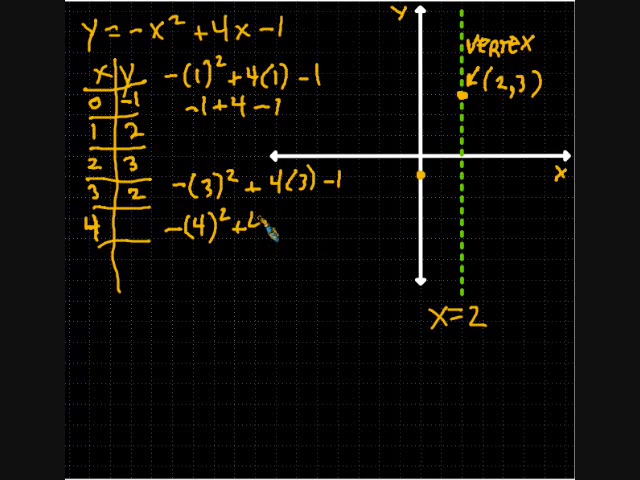 y = -x² + 4x - 1
x y
0 -1
1 2
2 3
3 2
4
-(1)² + 4(1) - 1
-1 + 4 - 1
-(3)² + 4(3) - 1
-(4)² + 4
y
vertex
(2,3)
x
x = 2